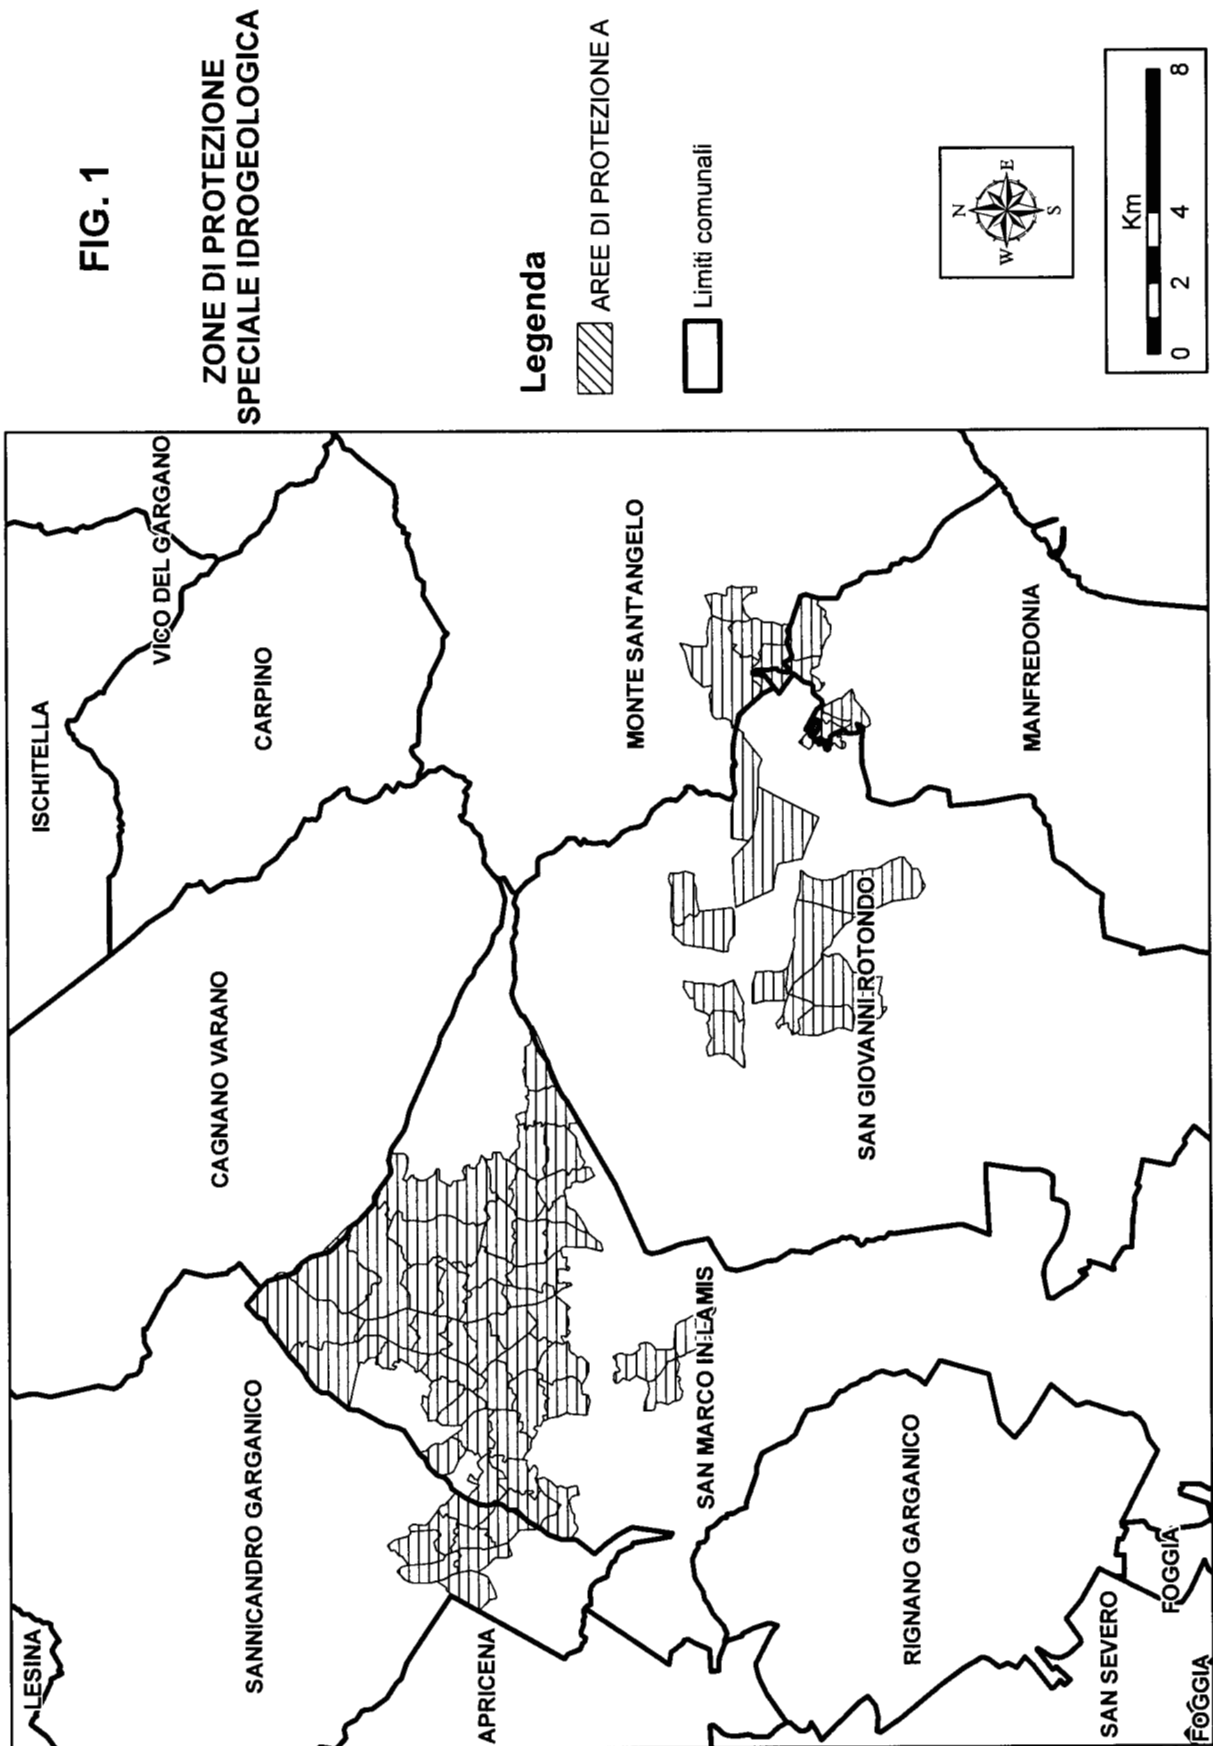 FIG. 1
ZONE DI PROTEZIONE
SPECIALE IDROGEOLOGICA
Legenda
AREE DI PROTEZIONE A
Limiti comunali
N
W
E
S
Km
0 2 4 8
LESINA
SANNICANDRO GARGANICO
APRICENA
CAGNANO VARANO
ISCHITELLA
VICO DEL GARGANO
CARPINO
MONTE SANT'ANGELO
SAN MARCO IN LAMIS
SAN GIOVANNI ROTONDO
MANFREDONIA
RIGNANO GARGANICO
SAN SEVERO
FOGGIA
FOGGIA